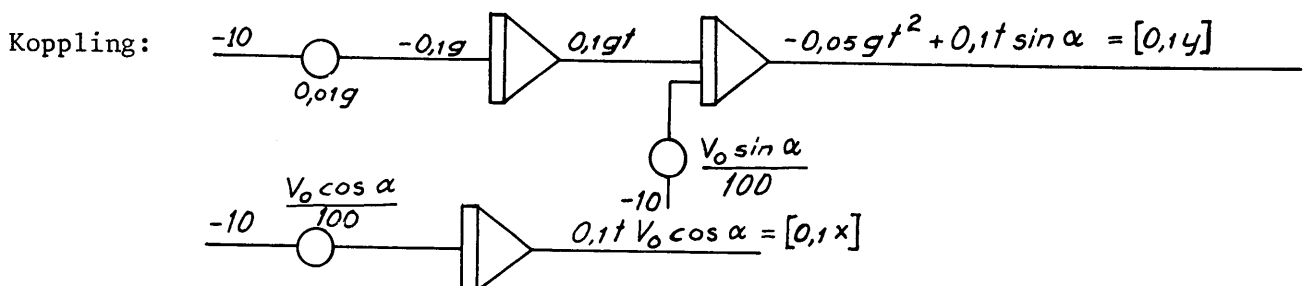 Koppling:
-10
-0,1g
0,1gt
-0,05gt² + 0,1t sin α = [0,1y]
0,01g
V₀ sin α
100
-10
V₀ cos α
100
-10
0,1t V₀ cos α = [0,1x]